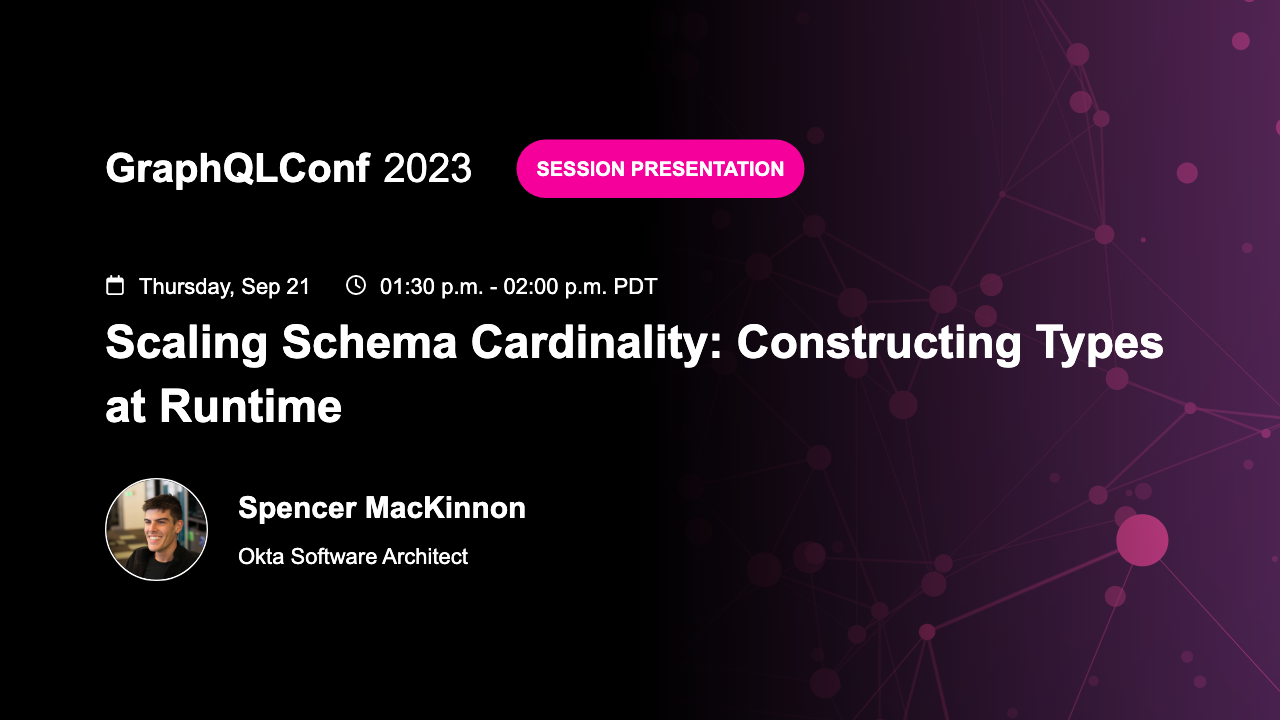 GraphQLConf 2023
SESSION PRESENTATION
Thursday, Sep 21
01:30 p.m. - 02:00 p.m. PDT
Scaling Schema Cardinality: Constructing Types
at Runtime
Spencer MacKinnon
Okta Software Architect